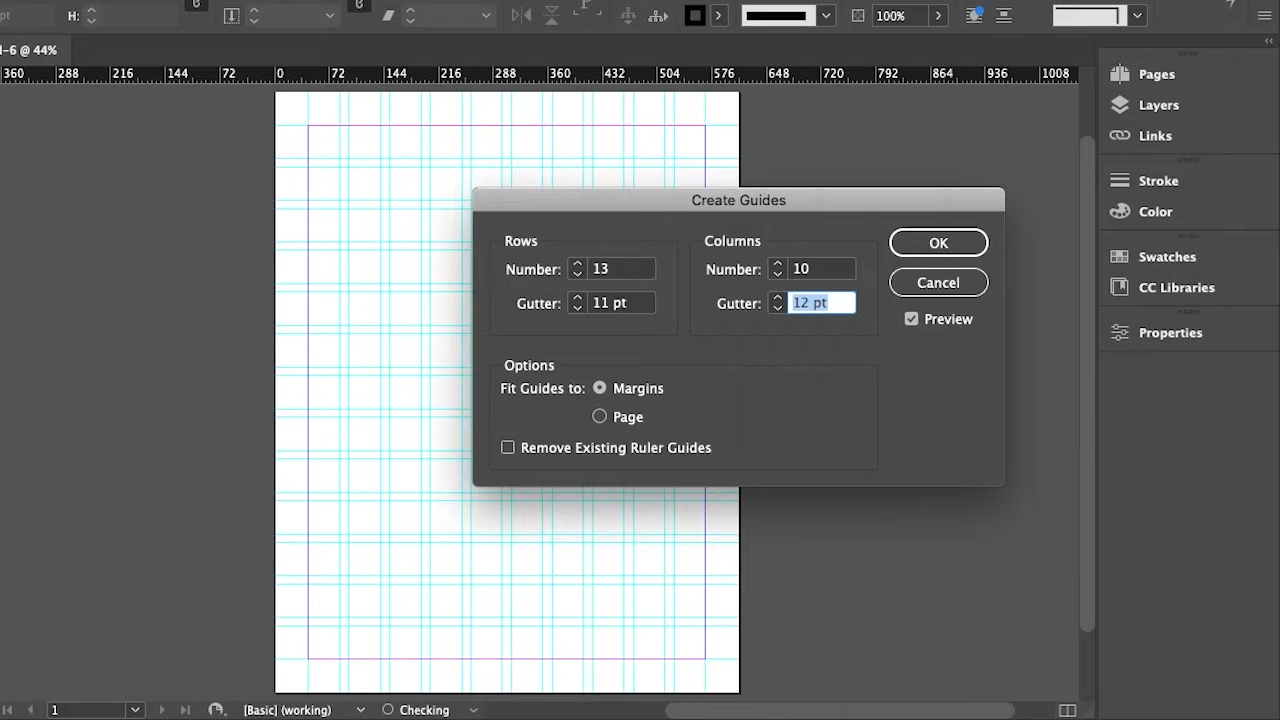 pt H: 100%
l-6 @ 44%
360 288 216 144 72 0 72 144 216 288 360 432 504 576 648 720 792 864 936 1008
Pages
Layers
Links
Stroke
Color
Swatches
CC Libraries
Properties
Create Guides
Rows
Number: 13
Gutter: 11 pt
Columns
Number: 10
Gutter: 12 pt
OK
Cancel
Preview
Options
Fit Guides to: Margins
Page
Remove Existing Ruler Guides
1 [Basic] (working) Checking